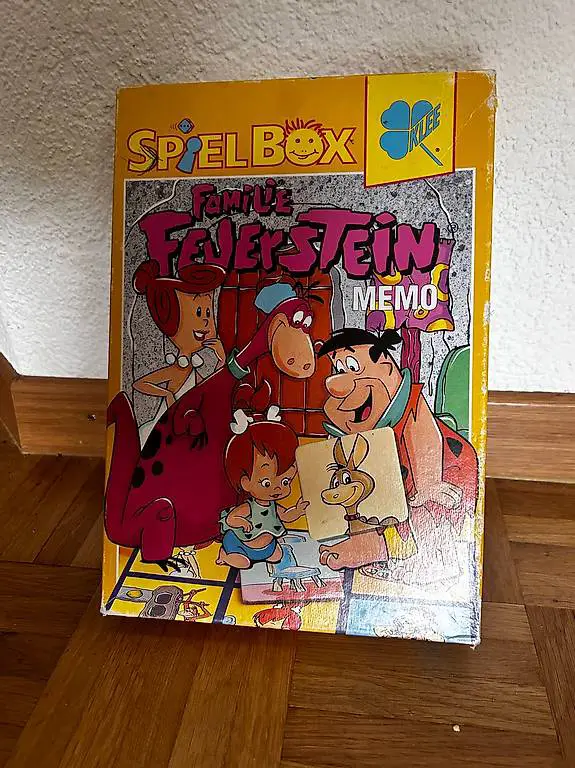 SPIELBOX
KLEE
FAMILIE
FEUERSTEIN
MEMO